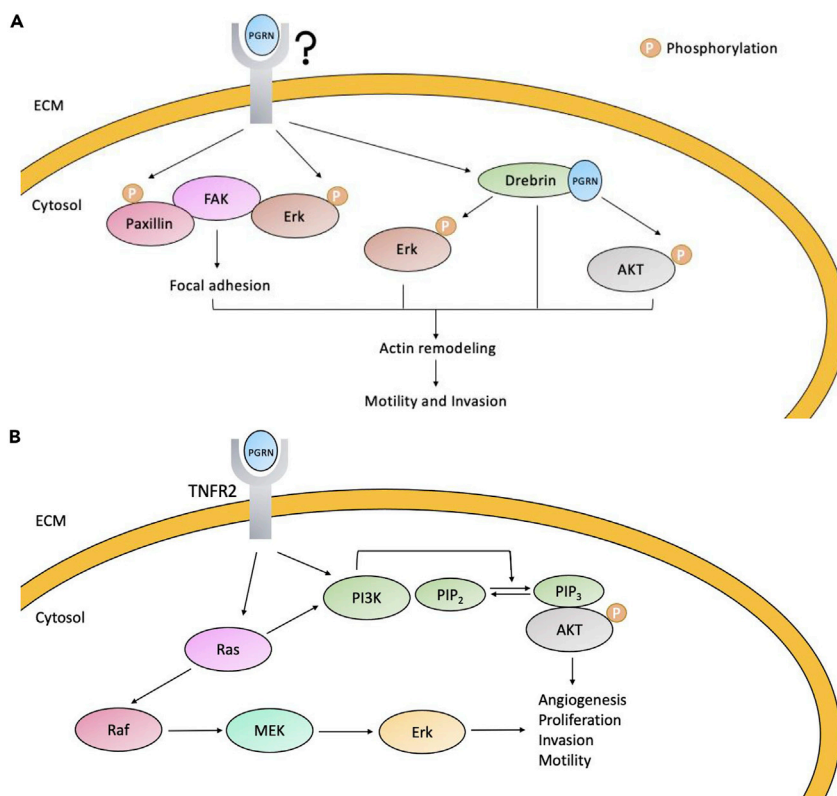 A
PGRN
?
P Phosphorylation
ECM
Cytosol
P
FAK
P
Paxillin
Erk
Drebrin
PGRN
P
Erk
P
AKT
Focal adhesion
Actin remodeling
Motility and Invasion
B
PGRN
TNFR2
ECM
Cytosol
PI3K
PIP₂
PIP₃
P
AKT
Ras
Raf
MEK
Erk
Angiogenesis
Proliferation
Invasion
Motility